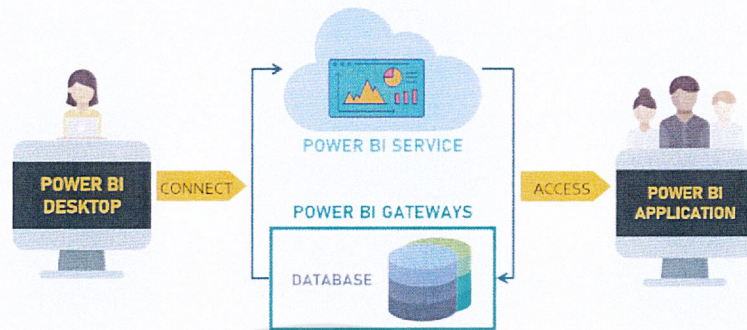 POWER BI SERVICE
POWER BI
DESKTOP
CONNECT
POWER BI GATEWAYS
DATABASE
ACCESS
POWER BI
APPLICATION